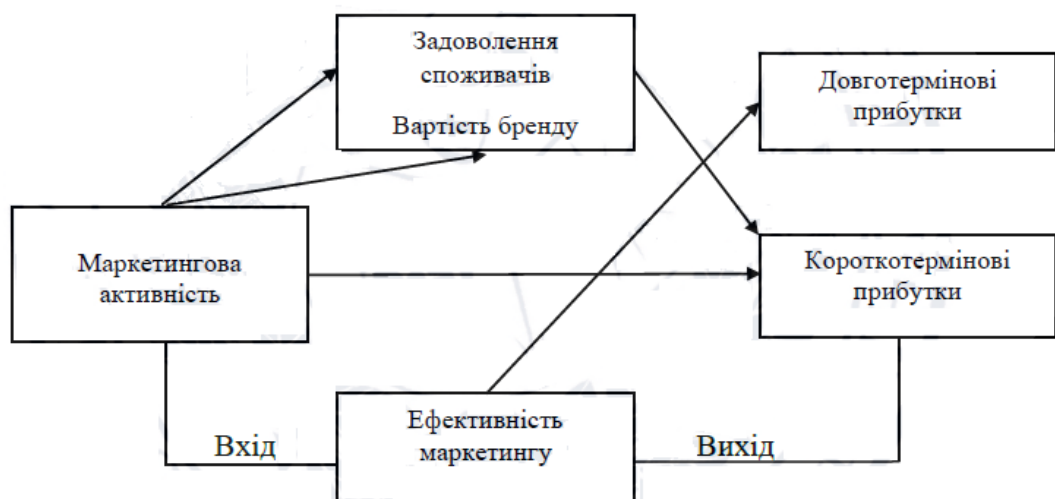 Задоволення
споживачів
Вартість бренду
Довготермінові
прибутки
Маркетингова
активність
Короткотермінові
прибутки
Ефективність
маркетингу
Вхід
Вихід